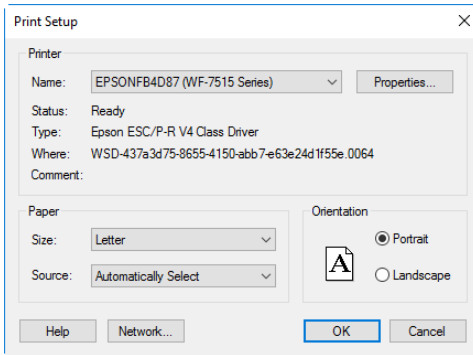 Print Setup
Printer
Name: EPSONFB4D87 (WF-7515 Series) Properties...
Status: Ready
Type: Epson ESC/P-R V4 Class Driver
Where: WSD-437a3d75-8655-4150-abb7-e63e24d1f55e.0064
Comment:
Paper
Size: Letter
Source: Automatically Select
Orientation
A
Portrait
Landscape
Help Network... OK Cancel